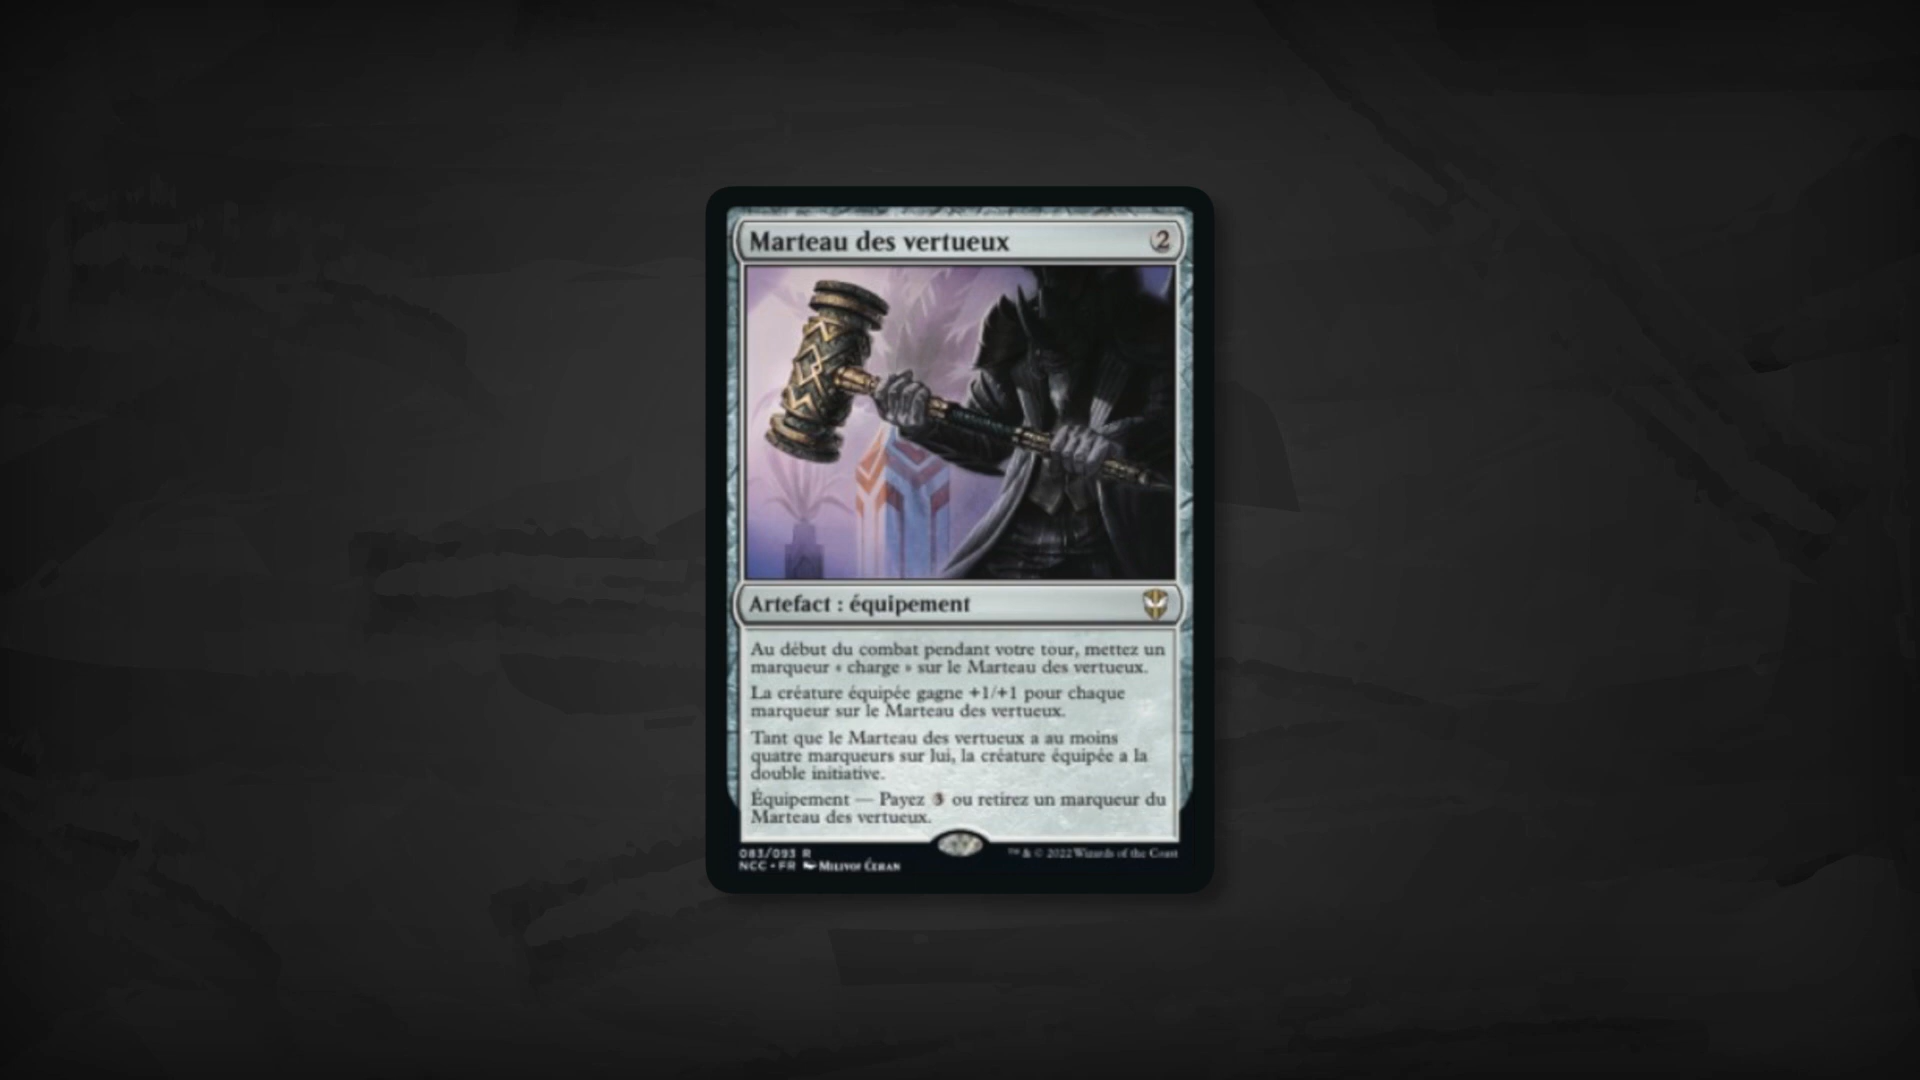 Marteau des vertueux 2
Artefact : équipement
Au début du combat pendant votre tour, mettez un
marqueur « charge » sur le Marteau des vertueux.
La créature équipée gagne +1/+1 pour chaque
marqueur sur le Marteau des vertueux.
Tant que le Marteau des vertueux a au moins
quatre marqueurs sur lui, la créature équipée a la
double initiative.
Équipement — Payez 3 ou retirez un marqueur du
Marteau des vertueux.
083/093 R
NCC • FR Milivoj Ćeran
™ & © 2022 Wizards of the Coast